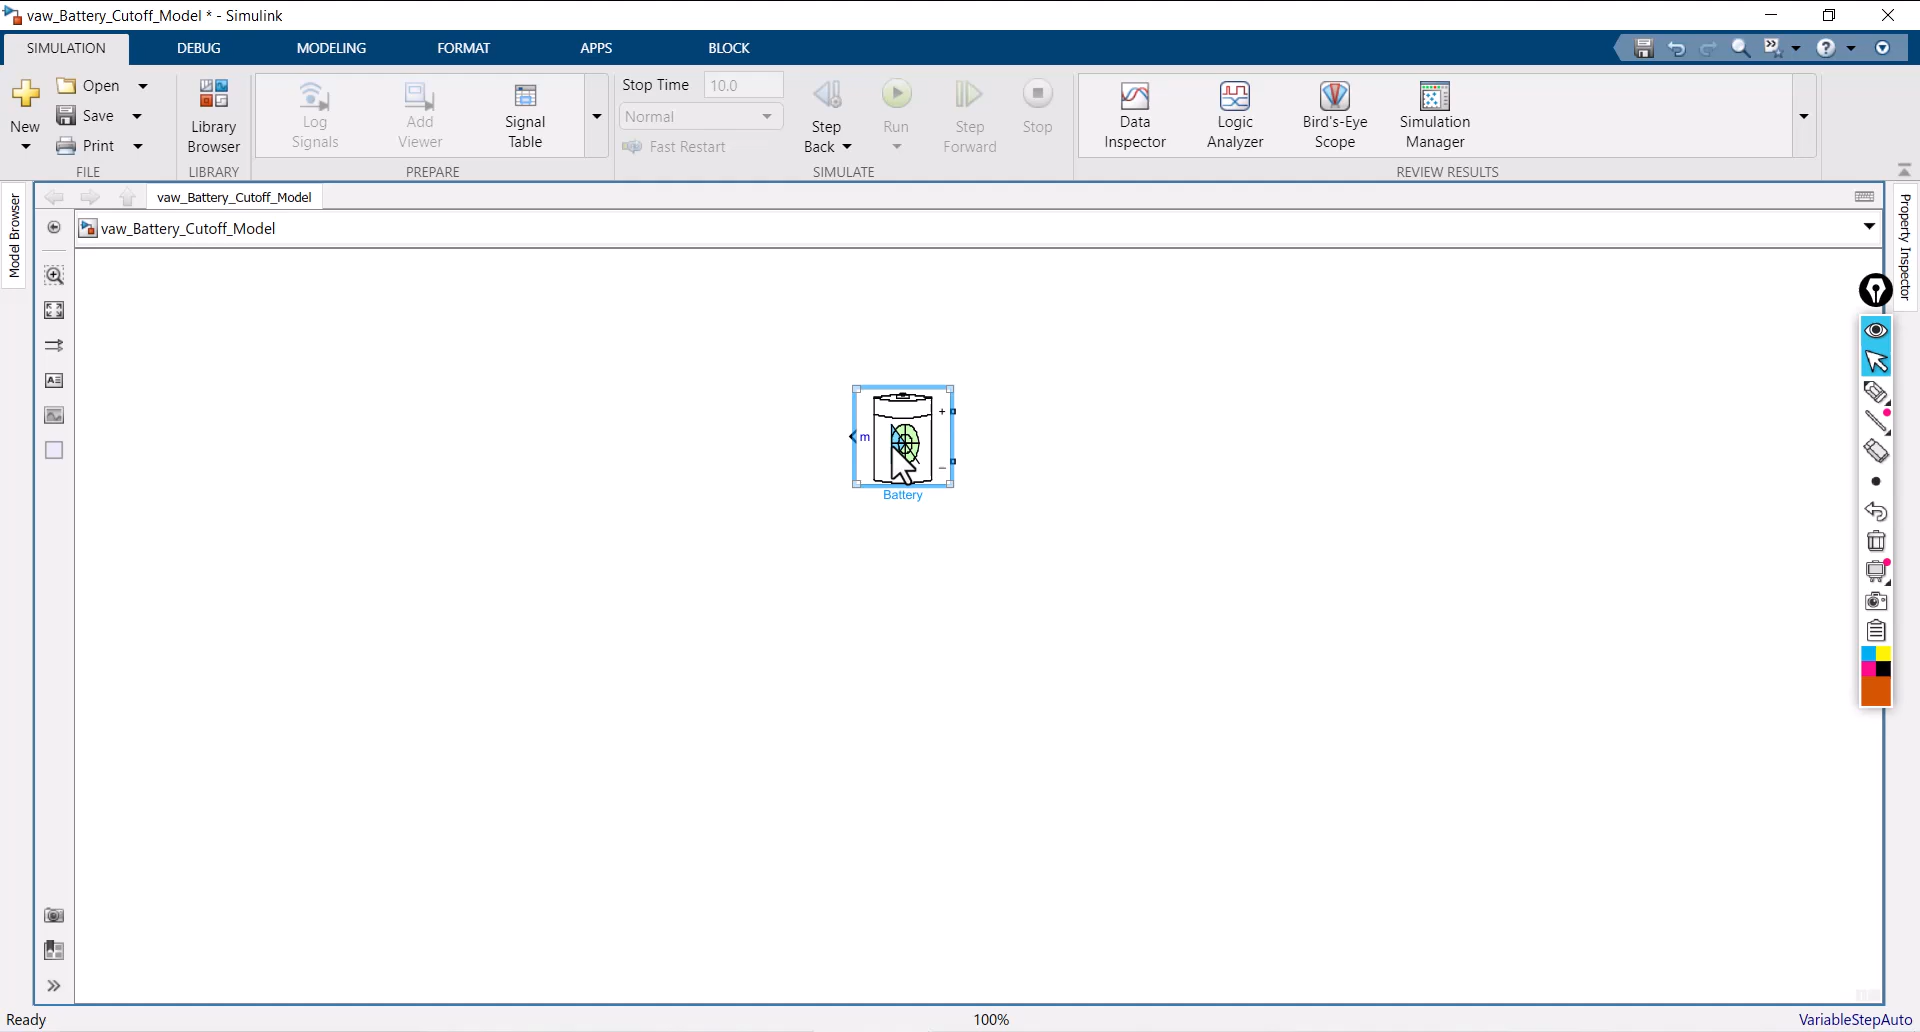 vaw_Battery_Cutoff_Model * - Simulink
SIMULATION
DEBUG
MODELING
FORMAT
APPS
BLOCK
New
Open
Save
Print
FILE
Library
Browser
LIBRARY
Log
Signals
Add
Viewer
Signal
Table
PREPARE
Stop Time 10.0
Normal
Fast Restart
Step
Back
Run
Step
Forward
Stop
SIMULATE
Data
Inspector
Logic
Analyzer
Bird's-Eye
Scope
Simulation
Manager
REVIEW RESULTS
Model Browser
vaw_Battery_Cutoff_Model
vaw_Battery_Cutoff_Model
Property Inspector
+
m
–
Battery
Ready
100%
VariableStepAuto